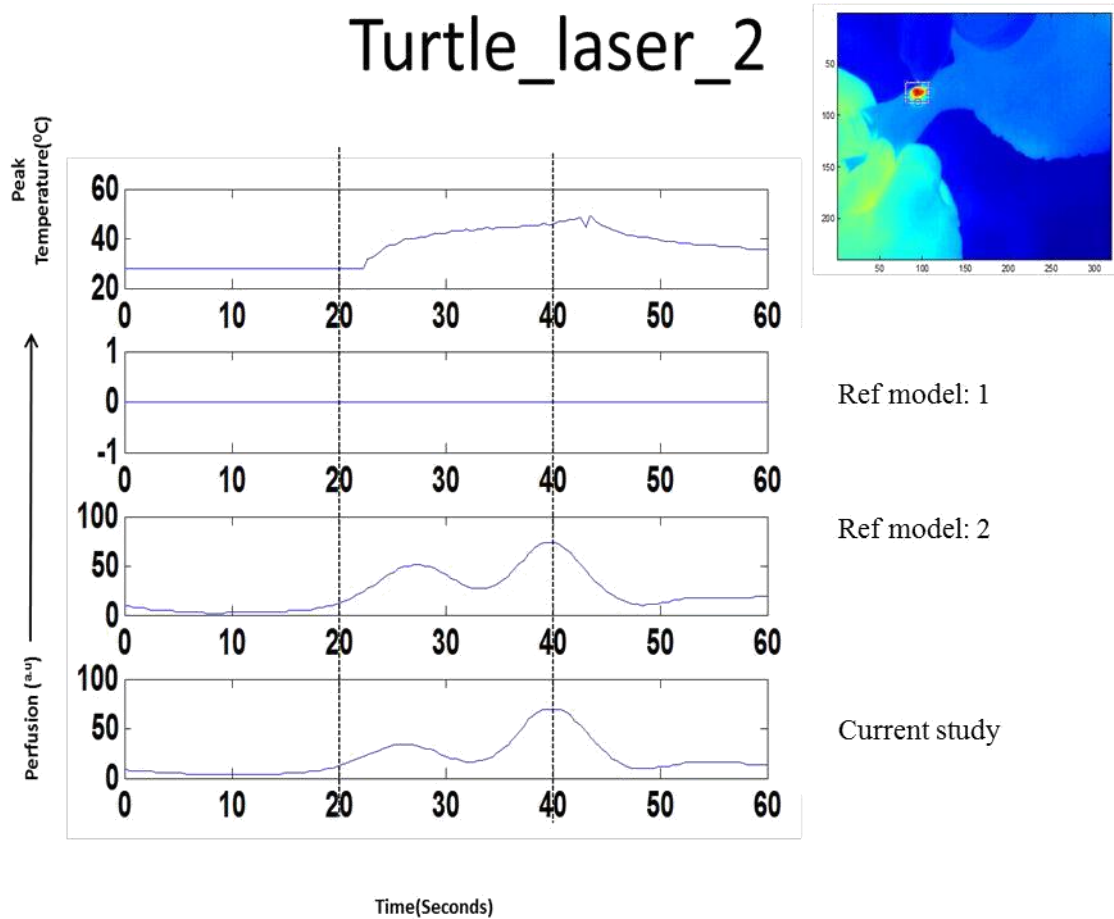 Turtle_laser_2
50
100
150
200
50 100 150 200 250 300
Peak
Temperature(⁰C)
60
40
20
0 10 20 30 40 50 60
1
0
-1
0 10 20 30 40 50 60
Ref model: 1
100
50
0
0 10 20 30 40 50 60
Ref model: 2
Perfusion (a.u)
100
50
0
0 10 20 30 40 50 60
Current study
Time(Seconds)